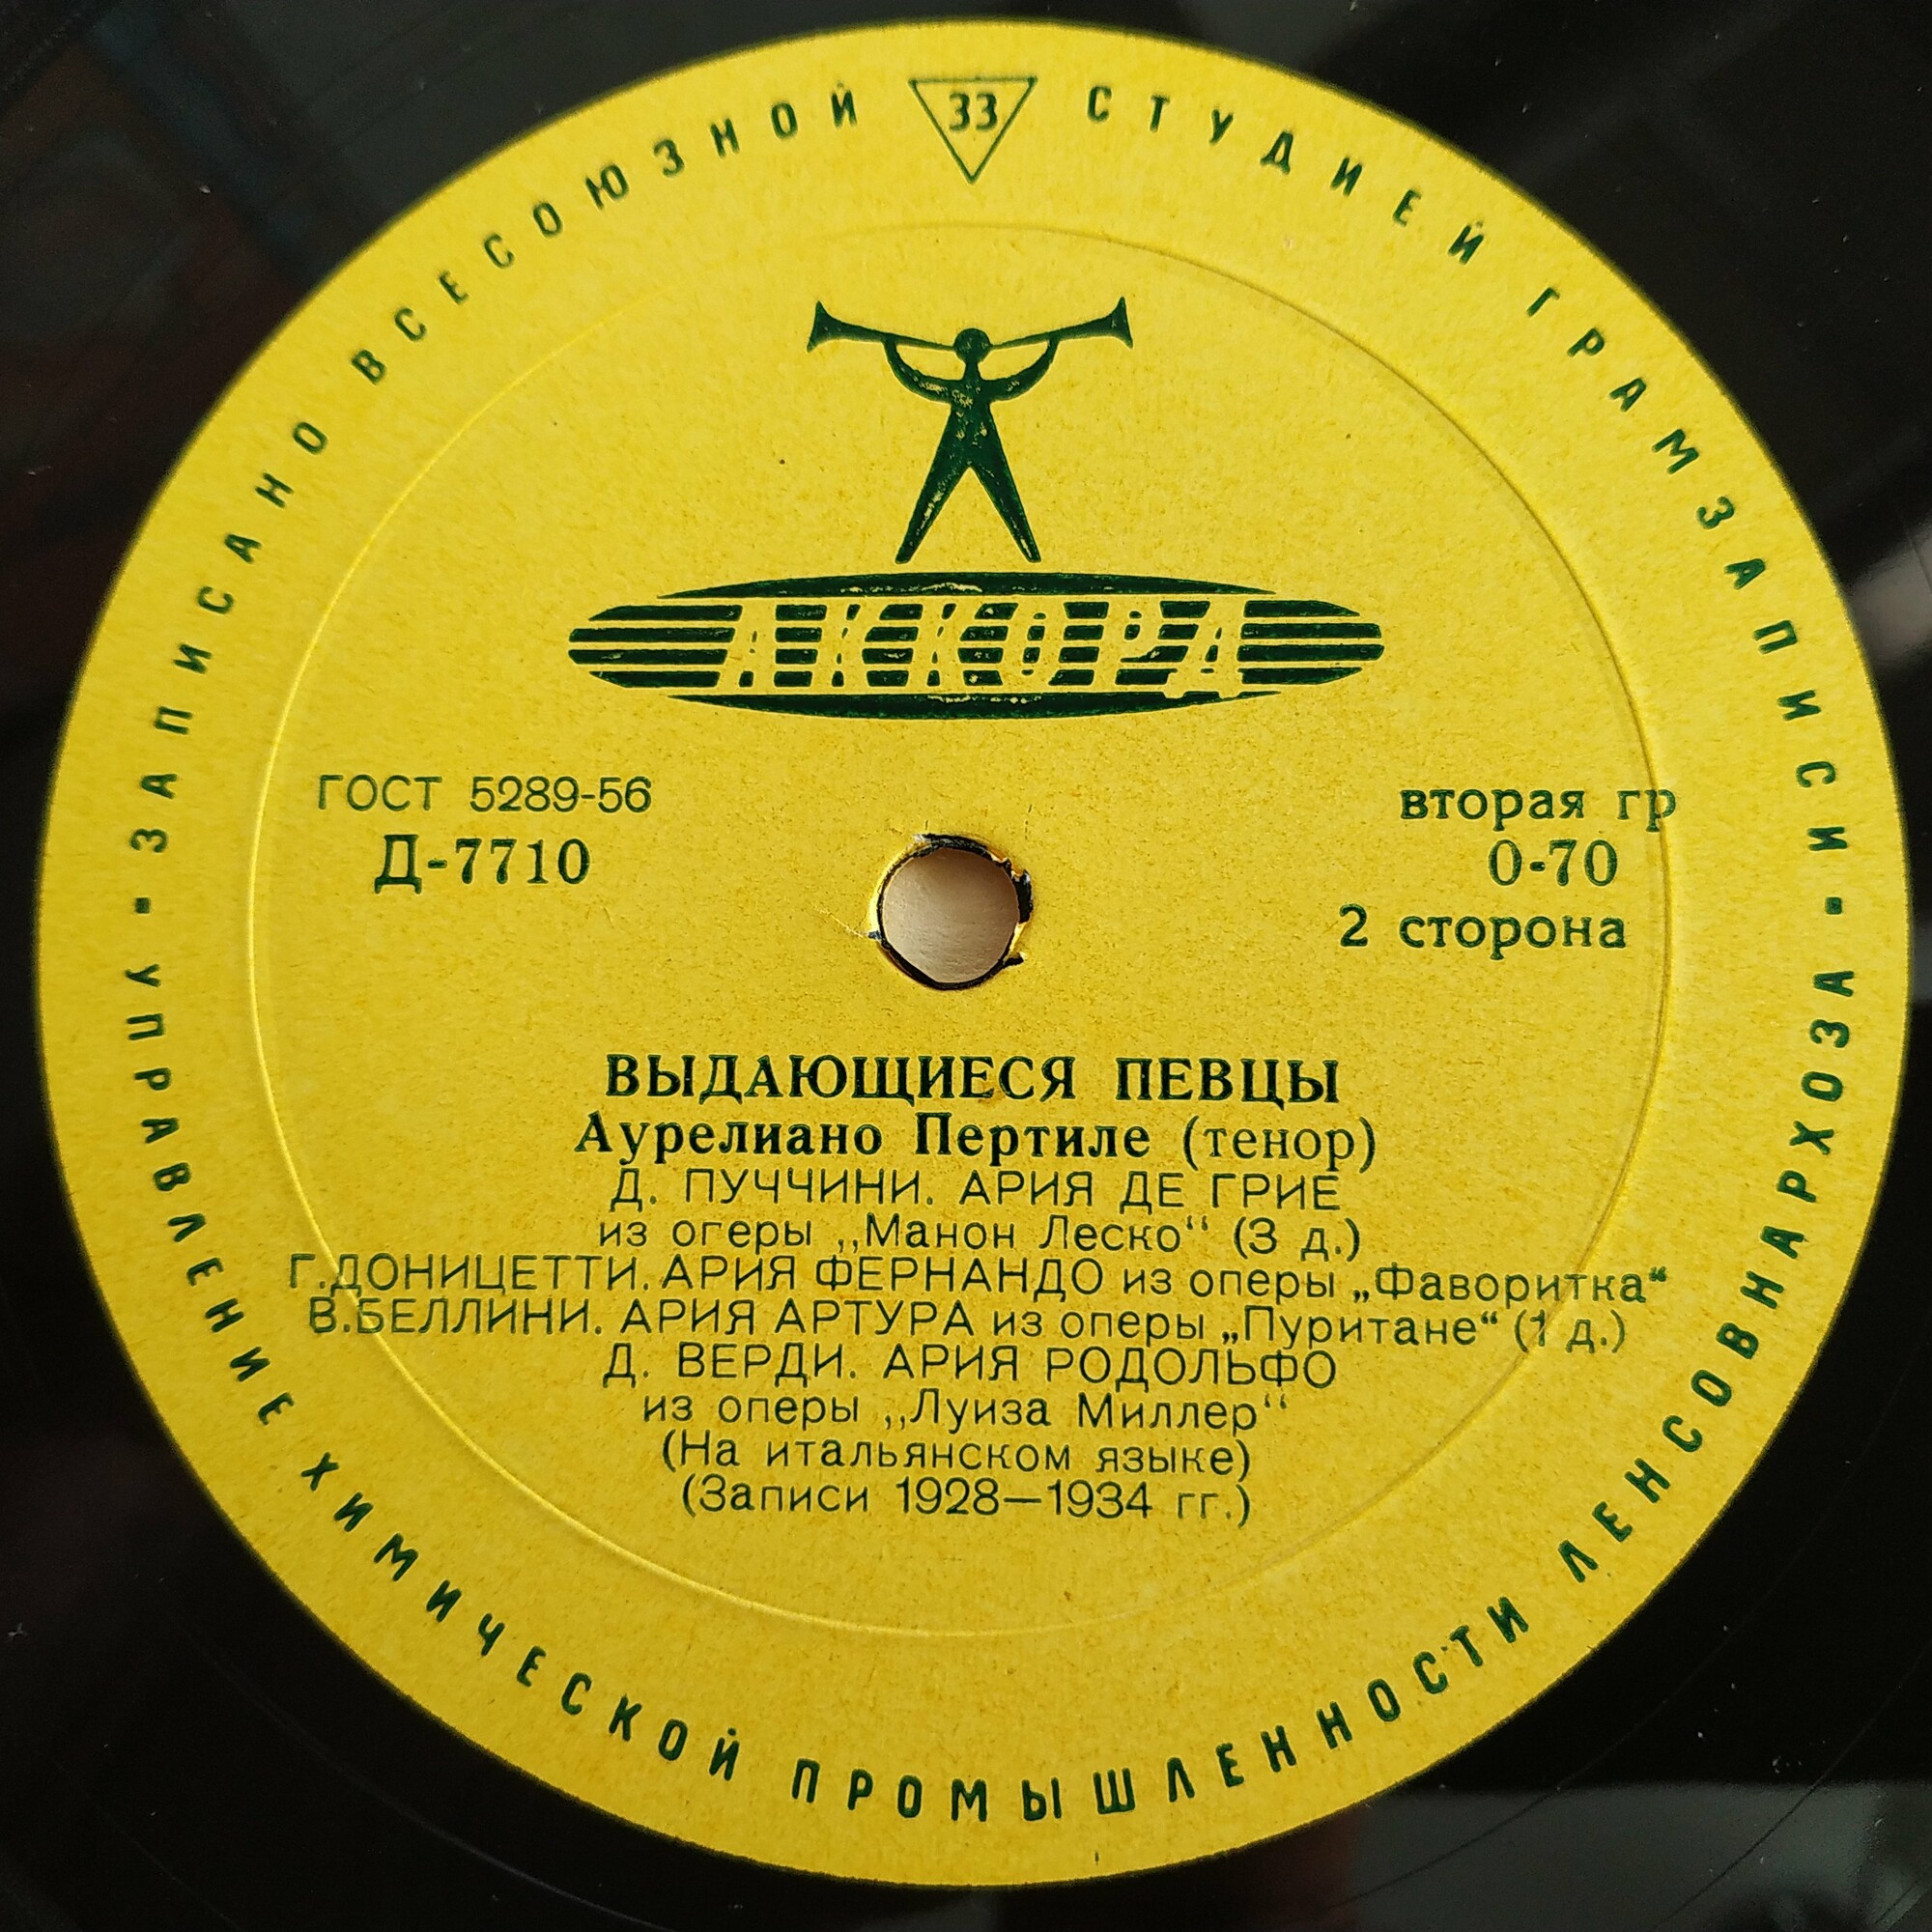 ЗАПИСАНО ВСЕСОЮЗНОЙ СТУДИЕЙ ГРАМЗАПИСИ
33
АККОРД
ГОСТ 5289-56
Д-7710
вторая гр
0-70
2 сторона
ВЫДАЮЩИЕСЯ ПЕВЦЫ
Аурелиано Пертиле (тенор)
Д. ПУЧЧИНИ. АРИЯ ДЕ ГРИЕ
из огеры „Манон Леско“ (3 д.)
Г.ДОНИЦЕТТИ. АРИЯ ФЕРНАНДО из оперы „Фаворитка“
В.БЕЛЛИНИ. АРИЯ АРТУРА из оперы „Пуритане“ (1 д.)
Д. ВЕРДИ. АРИЯ РОДОЛЬФО
из оперы „Луиза Миллер“
(На итальянском языке)
(Записи 1928—1934 гг.)
УПРАВЛЕНИЕ ХИМИЧЕСКОЙ ПРОМЫШЛЕННОСТИ ЛЕНСОВНАРХОЗА